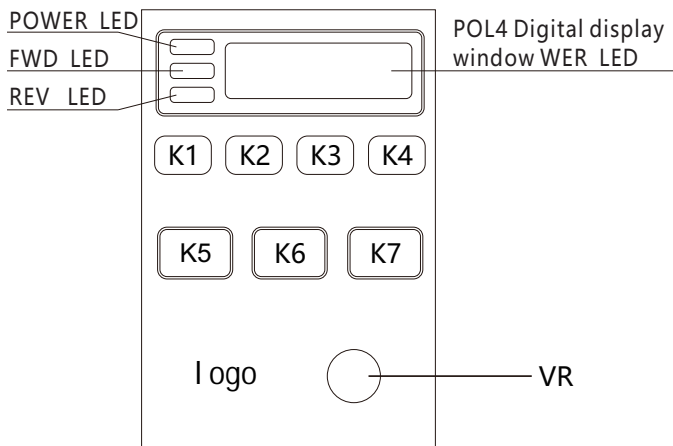 POWER LED
FWD LED
REV LED
POL4 Digital display
window WER LED
K1 K2 K3 K4
K5 K6 K7
logo
VR